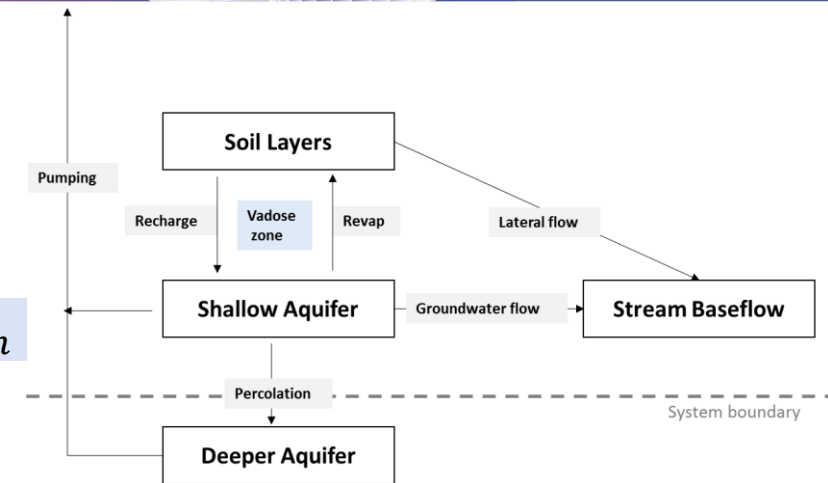 Soil Layers
Pumping
Recharge
Vadose
zone
Revap
Lateral flow
Shallow Aquifer
Groundwater flow
Stream Baseflow
n
Percolation
System boundary
Deeper Aquifer